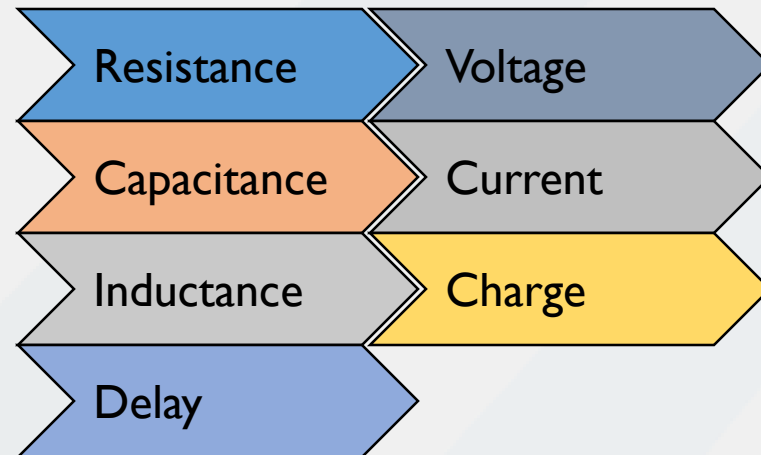 Resistance
Voltage
Capacitance
Current
Inductance
Charge
Delay